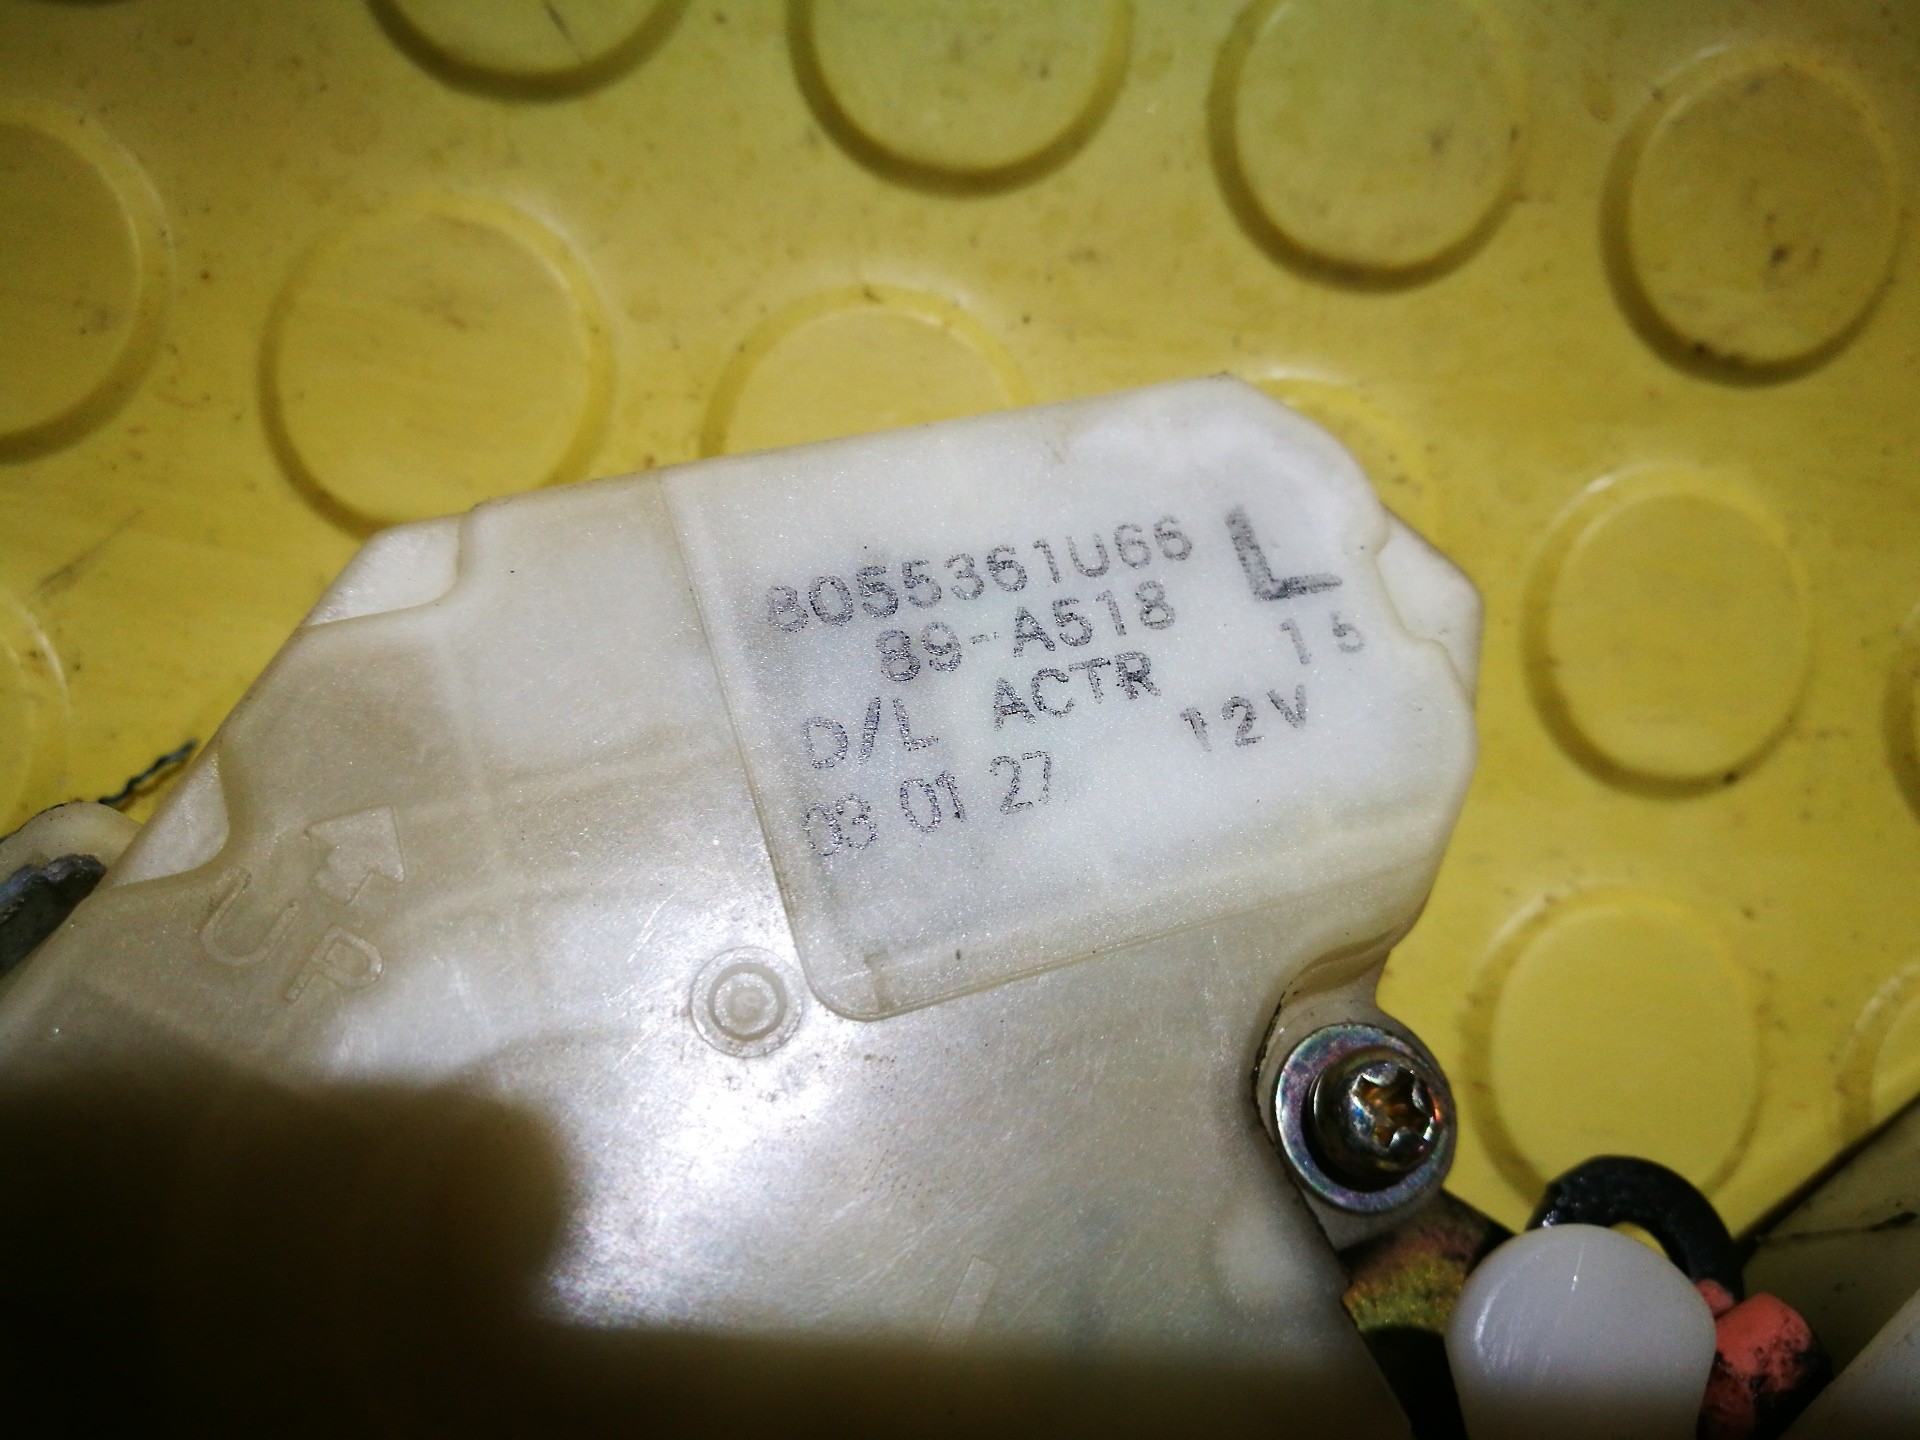 8055361U66 L
89-A518 15
D/L ACTR 12V
03 01 27
UP